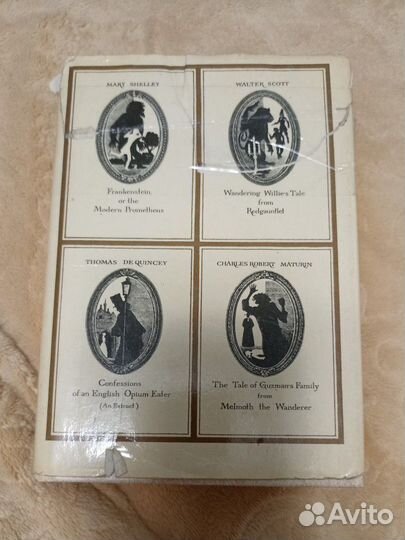 MARY SHELLEY
Frankenstein,
or the
Modern Prometheus
WALTER SCOTT
Wandering Willie's Tale
from
Redgauntlet
THOMAS DE QUINCEY
Confessions
of an English Opium Eater
(An Extract)
CHARLES ROBERT MATURIN
The Tale of Guzman's Family
from
Melmoth the Wanderer
Avito